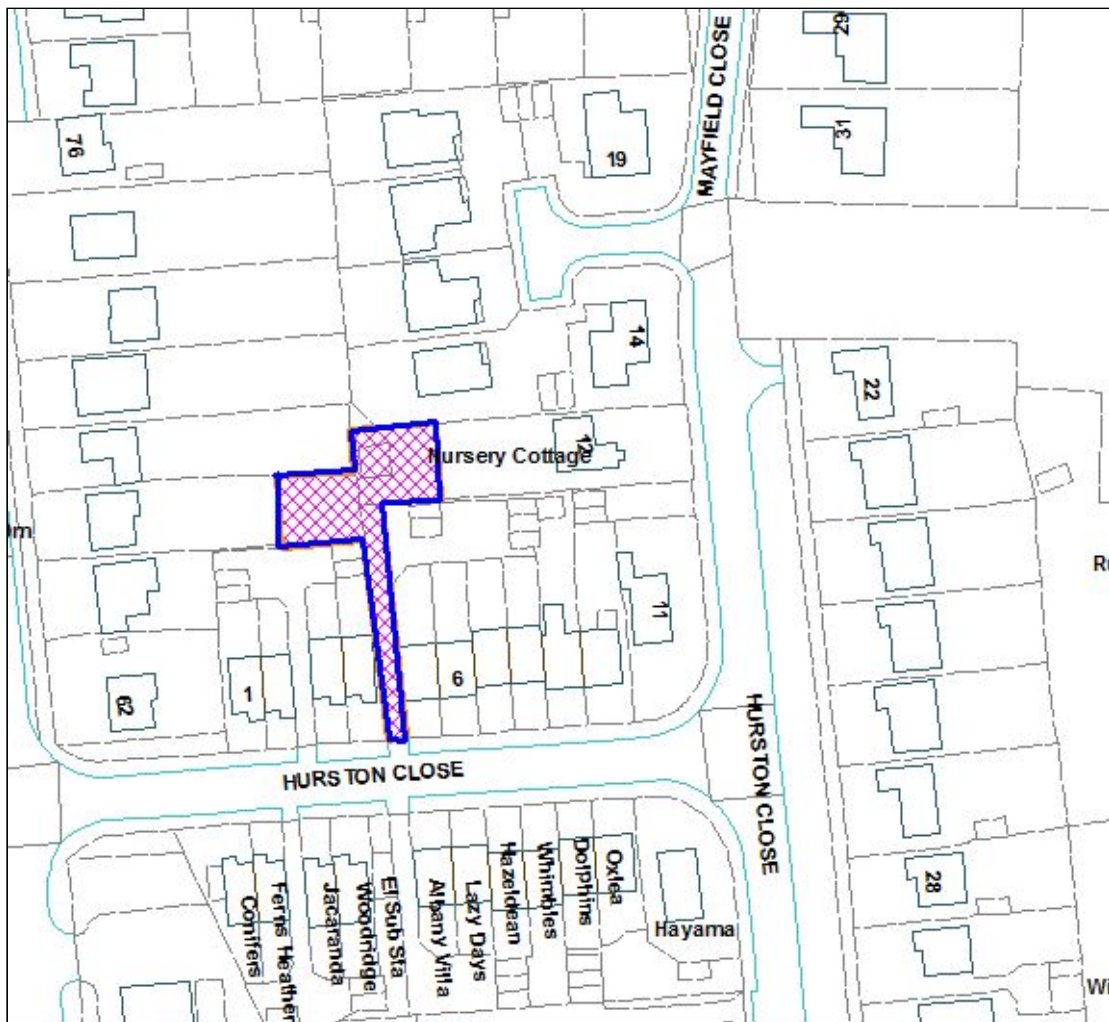 29
MAYFIELD CLOSE
76
31
19
14
22
Nursery Cottage
12
11
6
1
62
HURSTON CLOSE
HURSTON CLOSE
Conifers
Ferns Heather
Jacaranda
Woodridge
El Sub Sta
Albany Villa
Lazy Days
Hazeldean
Whimbles
Dolphins
Oxlea
Hayama
28